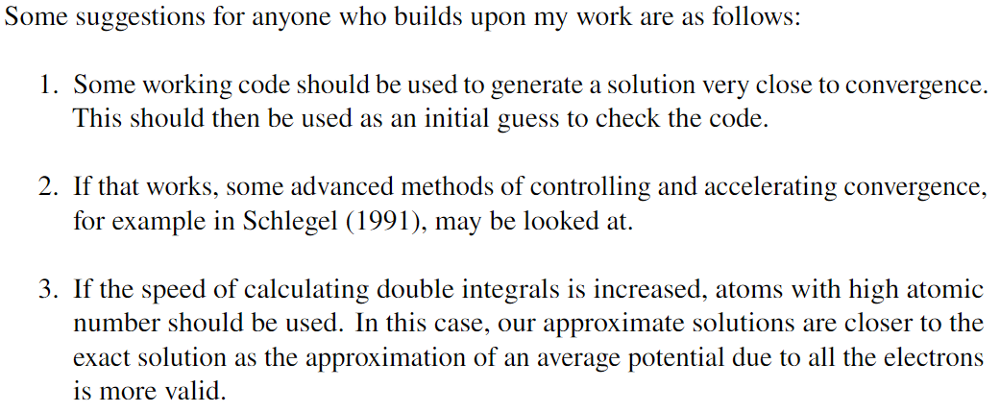 Some suggestions for anyone who builds upon my work are as follows:
1. Some working code should be used to generate a solution very close to convergence.
This should then be used as an initial guess to check the code.
2. If that works, some advanced methods of controlling and accelerating convergence,
for example in Schlegel (1991), may be looked at.
3. If the speed of calculating double integrals is increased, atoms with high atomic
number should be used. In this case, our approximate solutions are closer to the
exact solution as the approximation of an average potential due to all the electrons
is more valid.